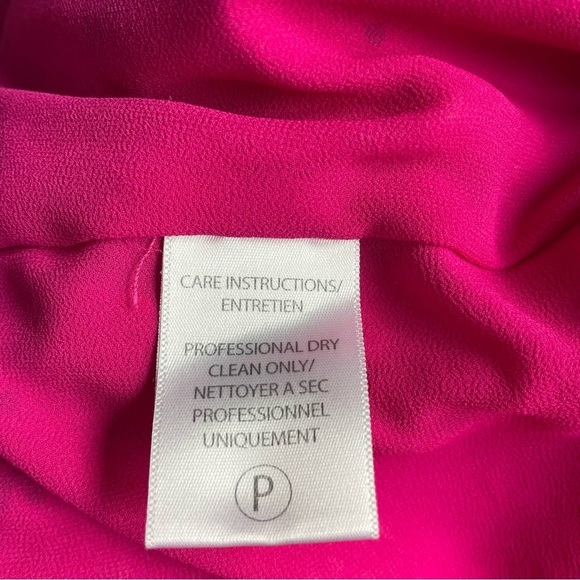 CARE INSTRUCTIONS/
ENTRETIEN
PROFESSIONAL DRY
CLEAN ONLY/
NETTOYER A SEC
PROFESSIONNEL
UNIQUEMENT
P